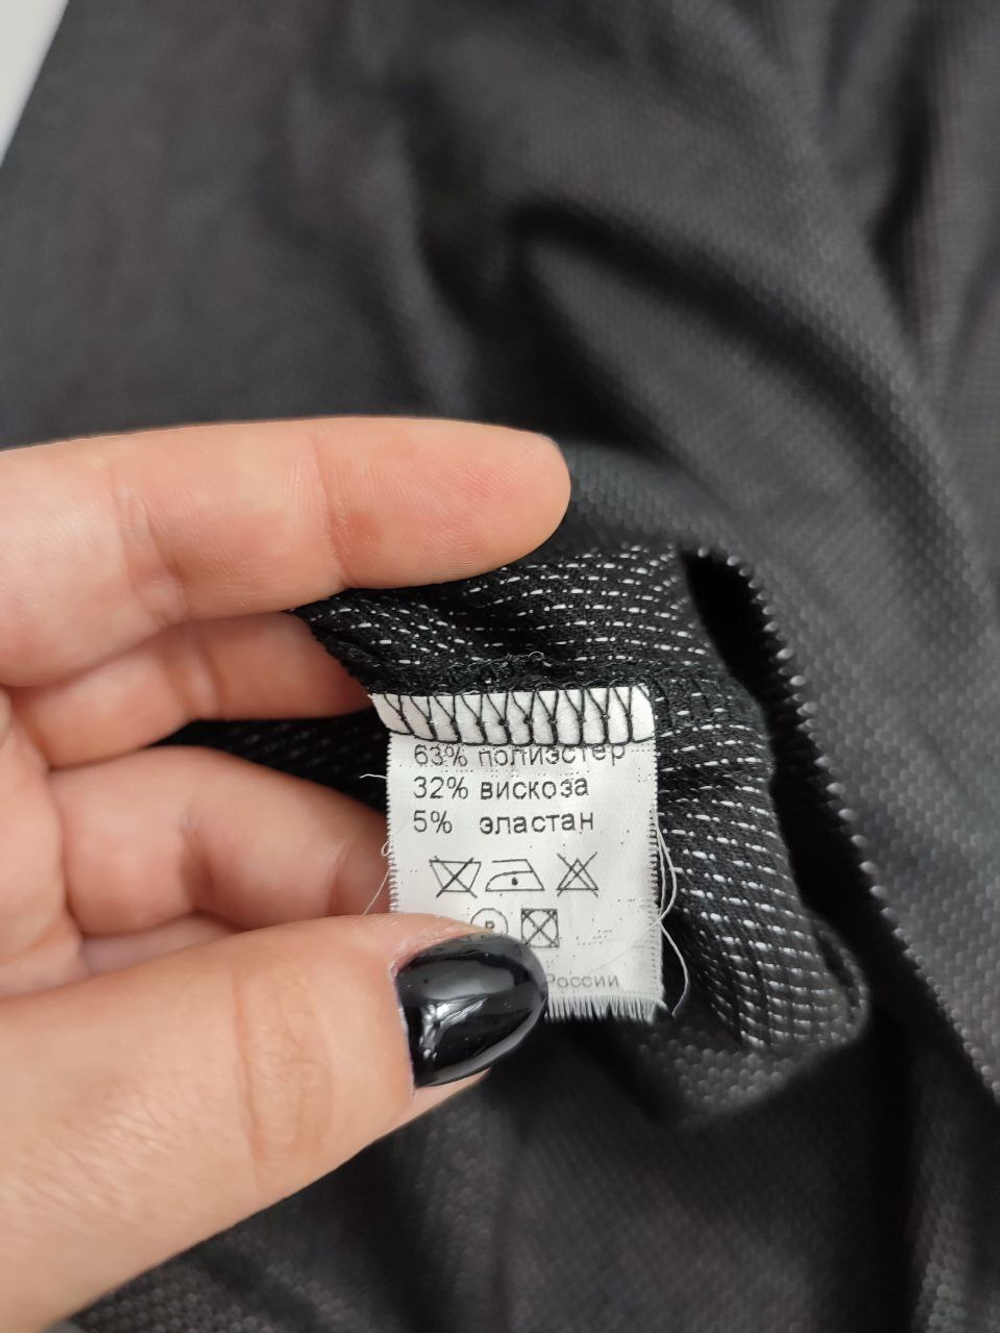 63% полиэстер
32% вискоза
5% эластан
P
России